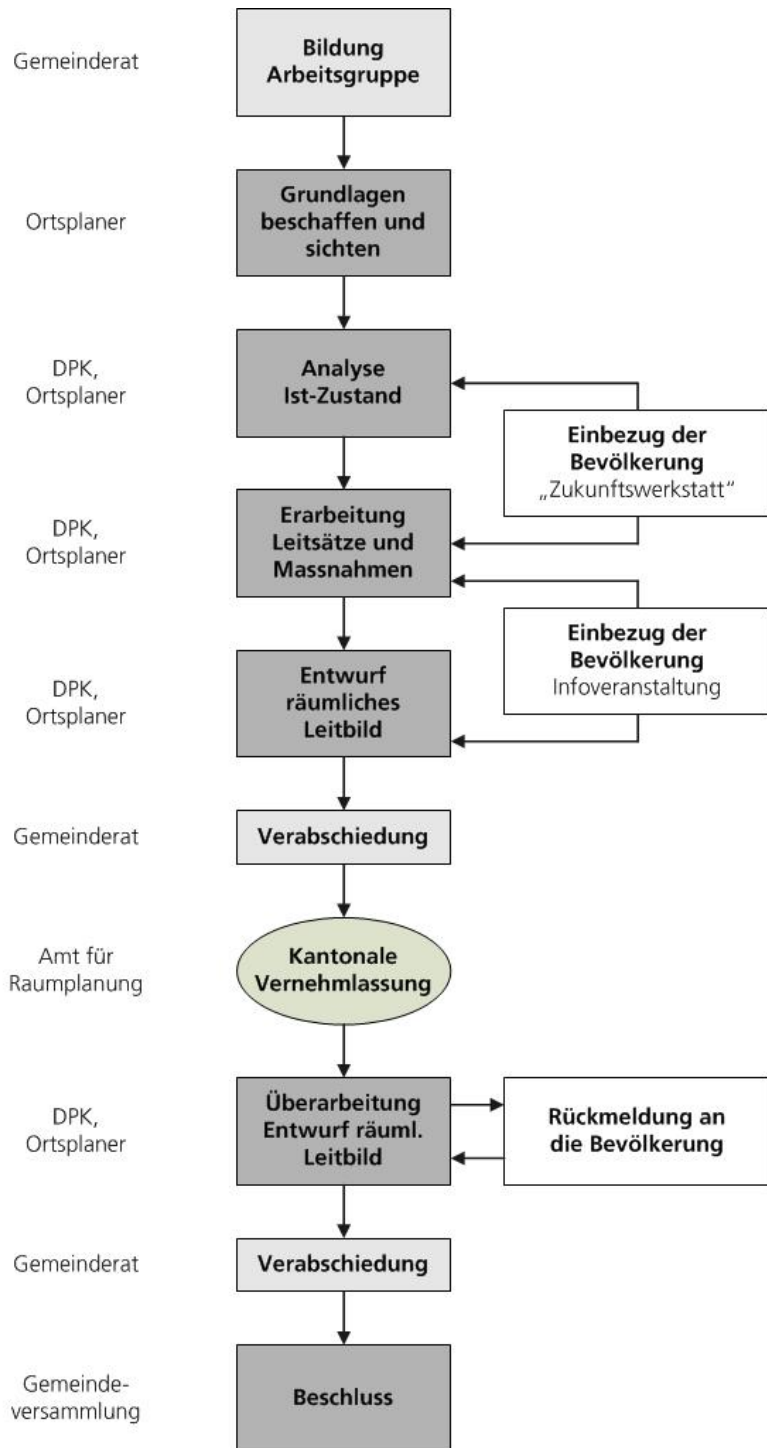 Gemeinderat
Bildung
Arbeitsgruppe
Ortsplaner
Grundlagen
beschaffen und
sichten
DPK,
Ortsplaner
Analyse
Ist-Zustand
Einbezug der
Bevölkerung
„Zukunftswerkstatt“
DPK,
Ortsplaner
Erarbeitung
Leitsätze und
Massnahmen
Einbezug der
Bevölkerung
Infoveranstaltung
DPK,
Ortsplaner
Entwurf
räumliches
Leitbild
Gemeinderat
Verabschiedung
Amt für
Raumplanung
Kantonale
Vernehmlassung
DPK,
Ortsplaner
Überarbeitung
Entwurf räuml.
Leitbild
Rückmeldung an
die Bevölkerung
Gemeinderat
Verabschiedung
Gemeinde-
versammlung
Beschluss